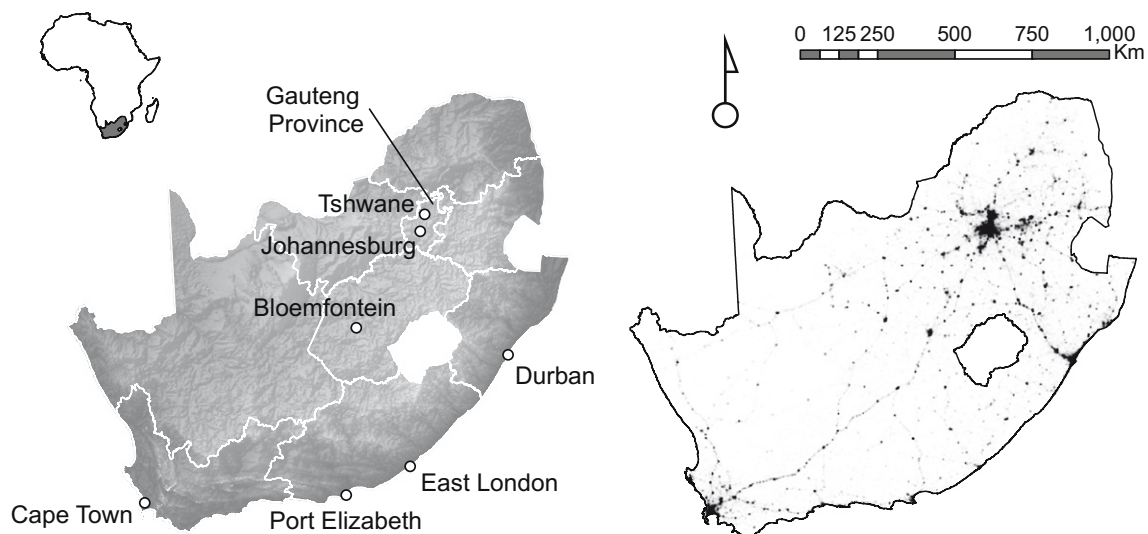 0 125 250 500 750 1,000
Km
Gauteng
Province
Tshwane
Johannesburg
Bloemfontein
Durban
East London
Cape Town
Port Elizabeth